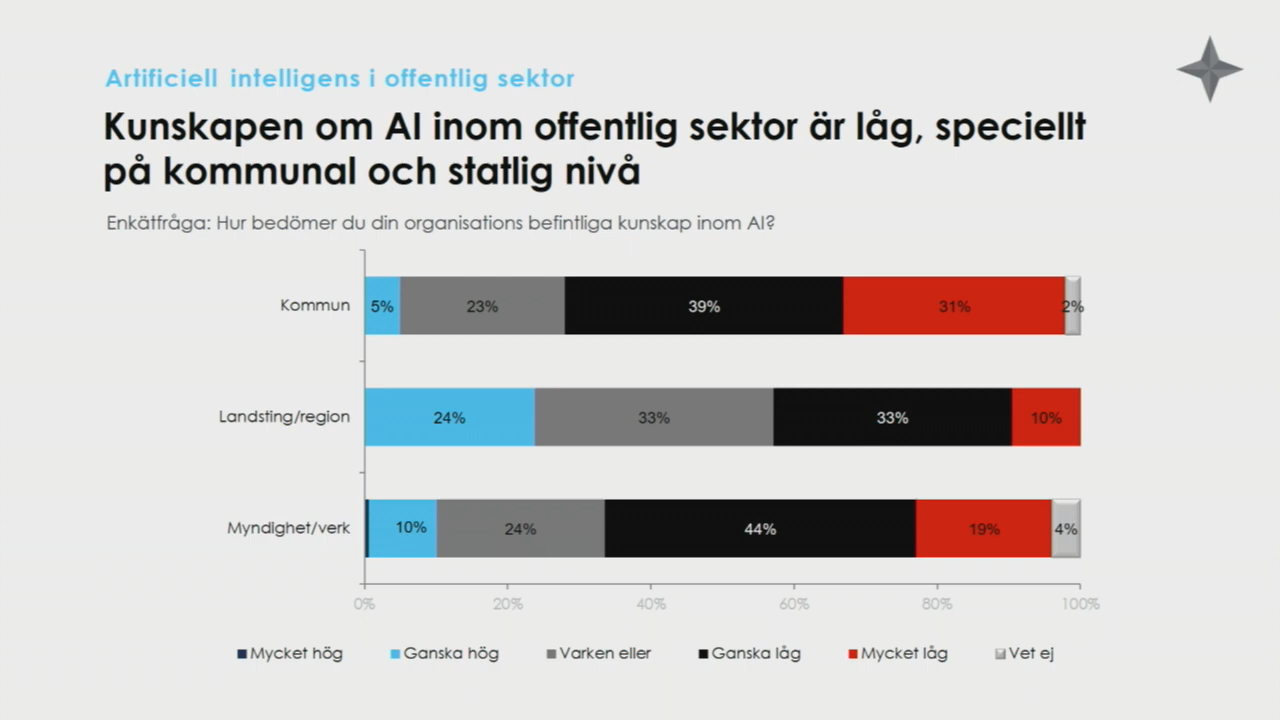 Artificiell intelligens i offentlig sektor
Kunskapen om AI inom offentlig sektor är låg, speciellt
på kommunal och statlig nivå
Enkätfråga: Hur bedömer du din organisations befintliga kunskap inom AI?
Kommun 5% 23% 39% 31% 2%
Landsting/region 24% 33% 33% 10%
Myndighet/verk 10% 24% 44% 19% 4%
0% 20% 40% 60% 80% 100%
Mycket hög Ganska hög Varken eller Ganska låg Mycket låg Vet ej